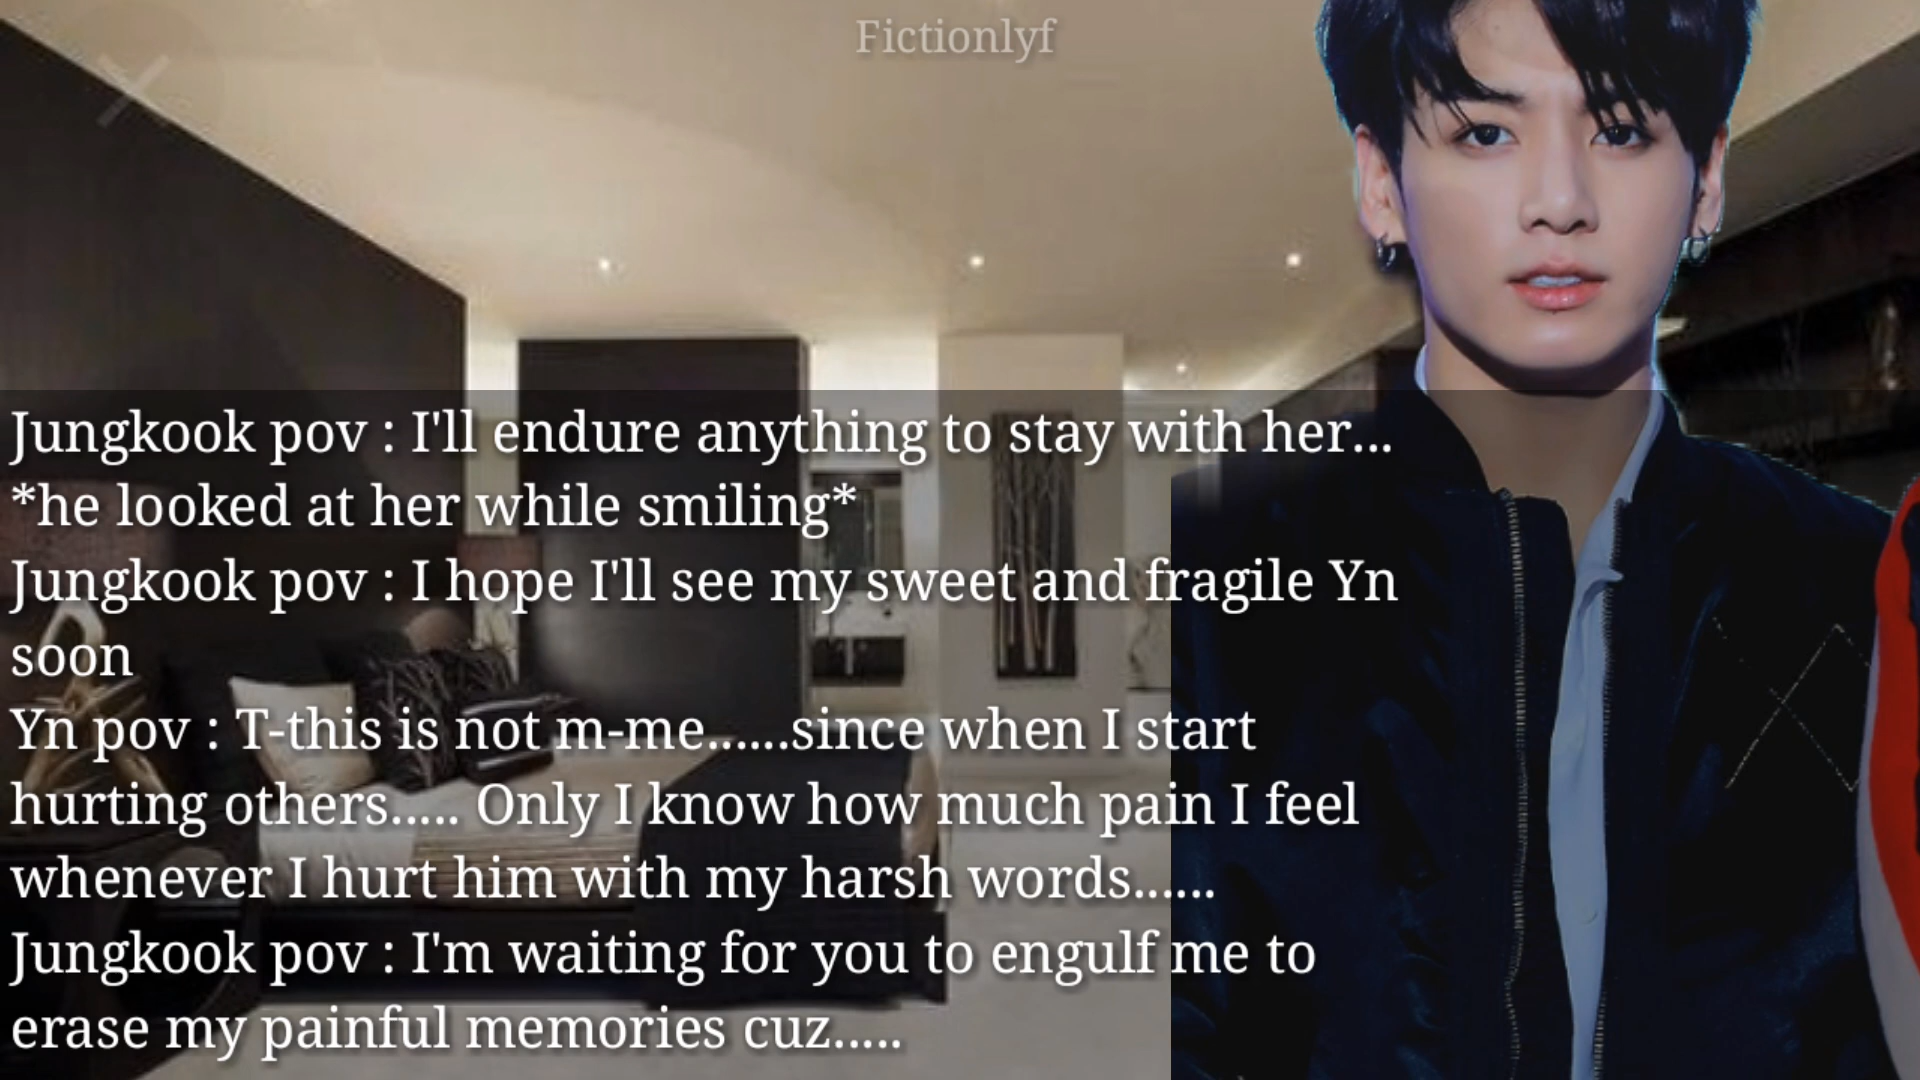 Fictionlyf
Jungkook pov : I'll endure anything to stay with her...
*he looked at her while smiling*
Jungkook pov : I hope I'll see my sweet and fragile Yn
soon
Yn pov : T-this is not m-me......since when I start
hurting others..... Only I know how much pain I feel
whenever I hurt him with my harsh words......
Jungkook pov : I'm waiting for you to engulf me to
erase my painful memories cuz.....